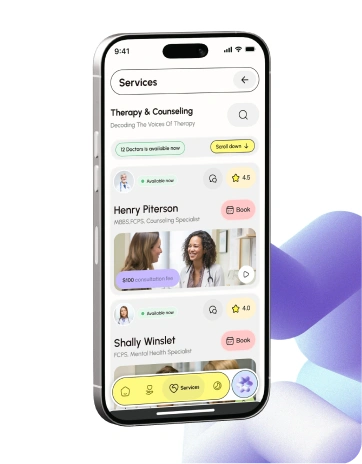 9:41
Services
Therapy & Counseling
Decoding The Voices Of Therapy
12 Doctors is available now
Scroll down ↓
Available now
4.5
Henry Piterson
Book
MBBS,FCPS, Counseling Specialist
$100 consultation fee
Available now
4.0
Shally Winslet
Book
FCPS, Mental Health Specialist
Services